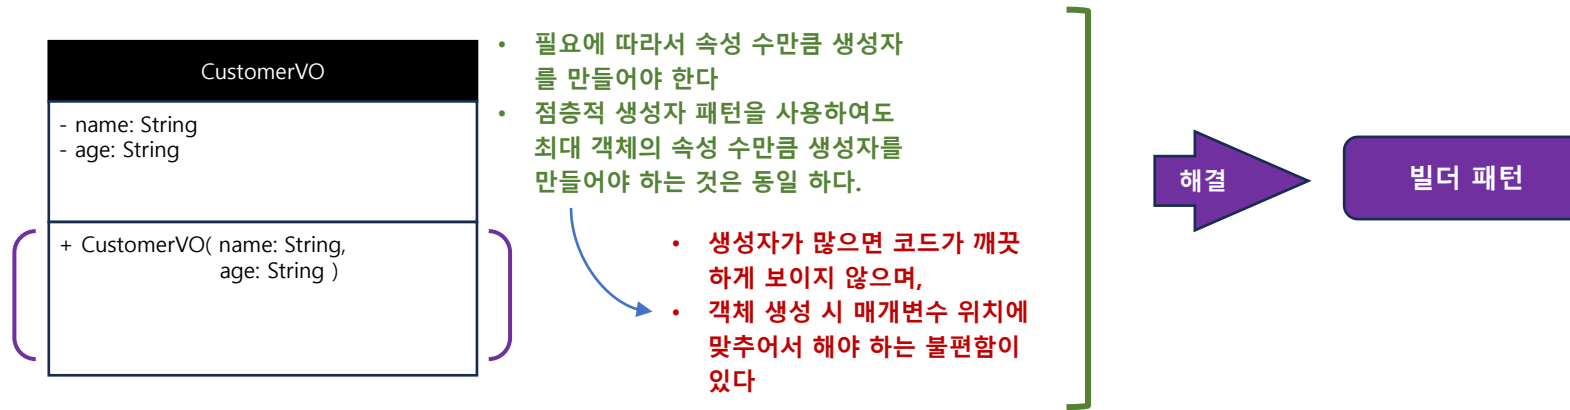 CustomerVO
- name: String
- age: String
+ CustomerVO( name: String,
age: String )
• 필요에 따라서 속성 수만큼 생성자
를 만들어야 한다
• 점층적 생성자 패턴을 사용하여도
최대 객체의 속성 수만큼 생성자를
만들어야 하는 것은 동일 하다.
• 생성자가 많으면 코드가 깨끗
하게 보이지 않으며,
• 객체 생성 시 매개변수 위치에
맞추어서 해야 하는 불편함이
있다
해결
빌더 패턴